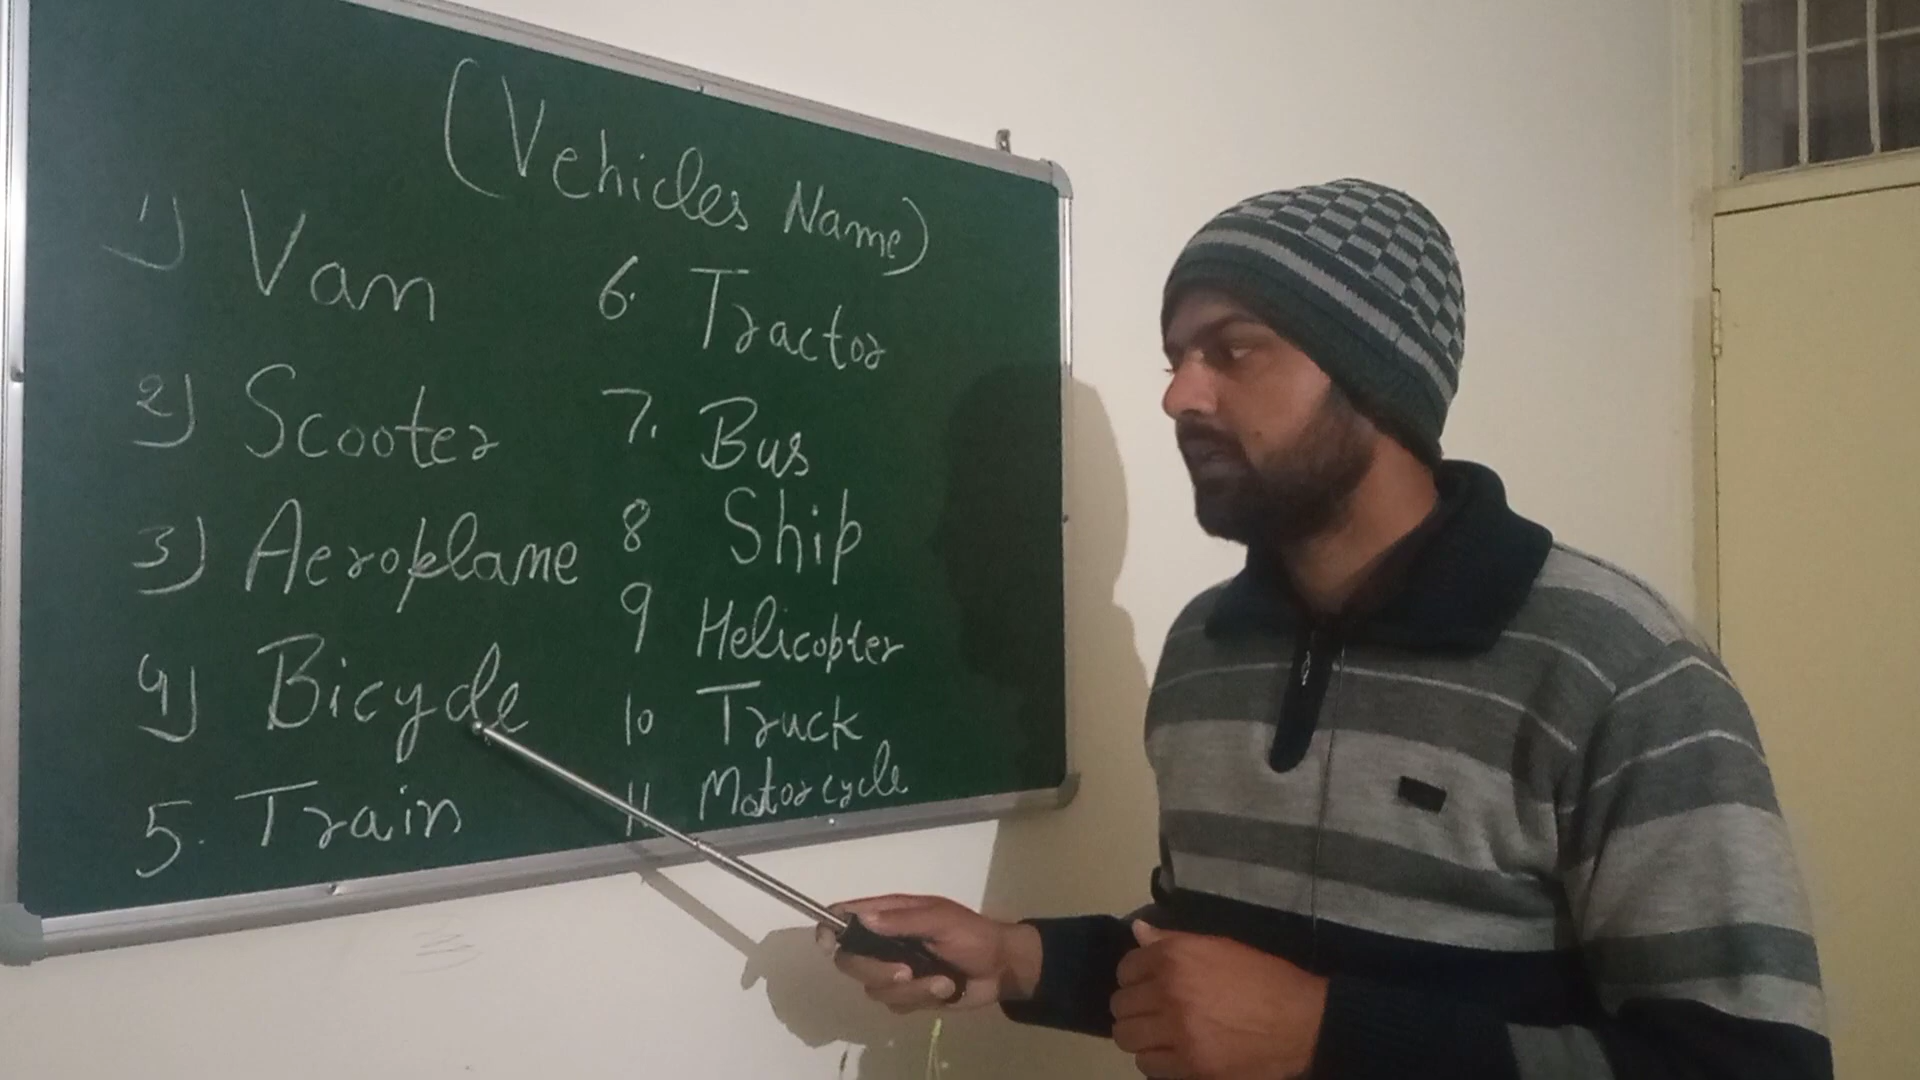 (Vehicles Name)
1) Van
2) Scooter
3) Aeroplane
4) Bicycle
5. Train
6. Tractor
7. Bus
8 Ship
9 Helicopter
10 Truck
11 Motorcycle